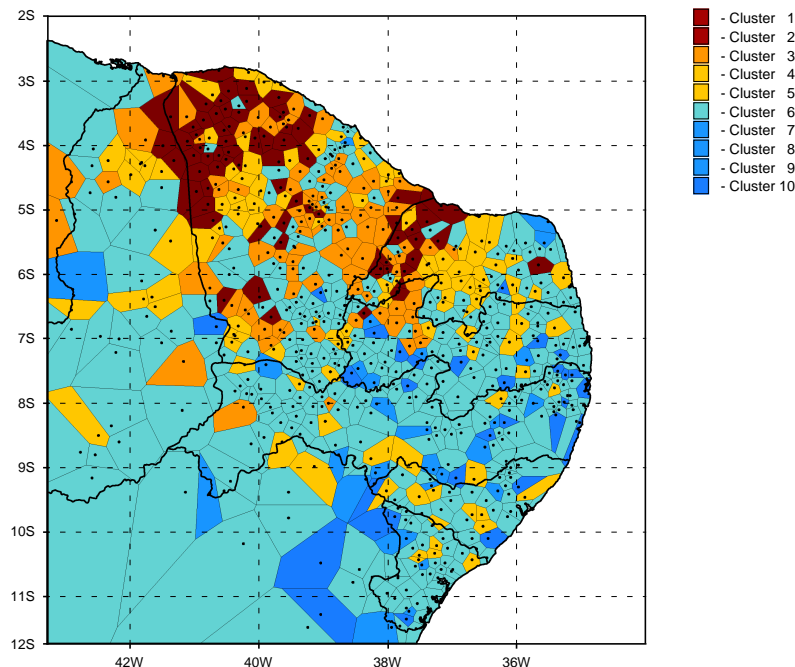 2S
3S
4S
5S
6S
7S
8S
9S
10S
11S
12S
42W 40W 38W 36W
- Cluster 1
- Cluster 2
- Cluster 3
- Cluster 4
- Cluster 5
- Cluster 6
- Cluster 7
- Cluster 8
- Cluster 9
- Cluster 10